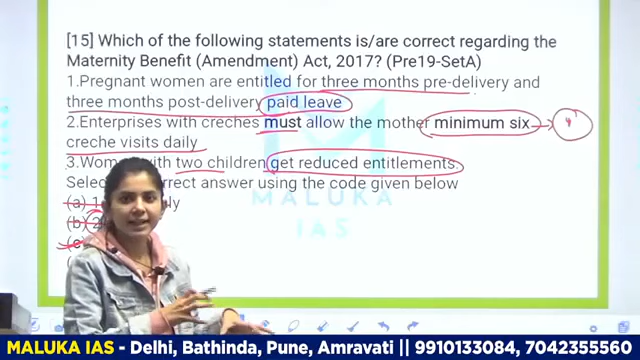 [15] Which of the following statements is/are correct regarding the
Maternity Benefit (Amendment) Act, 2017? (Pre19-SetA)
1.Pregnant women are entitled for three months pre-delivery and
three months post-delivery paid leave
2.Enterprises with creches must allow the mother minimum six 4
creche visits daily
3.Women with two children get reduced entitlements.
Select correct answer using the code given below
(a) 1 ly
(b) 2
(c)
MALUKA
IAS
MALUKA IAS - Delhi, Bathinda, Pune, Amravati || 9910133084, 7042355560